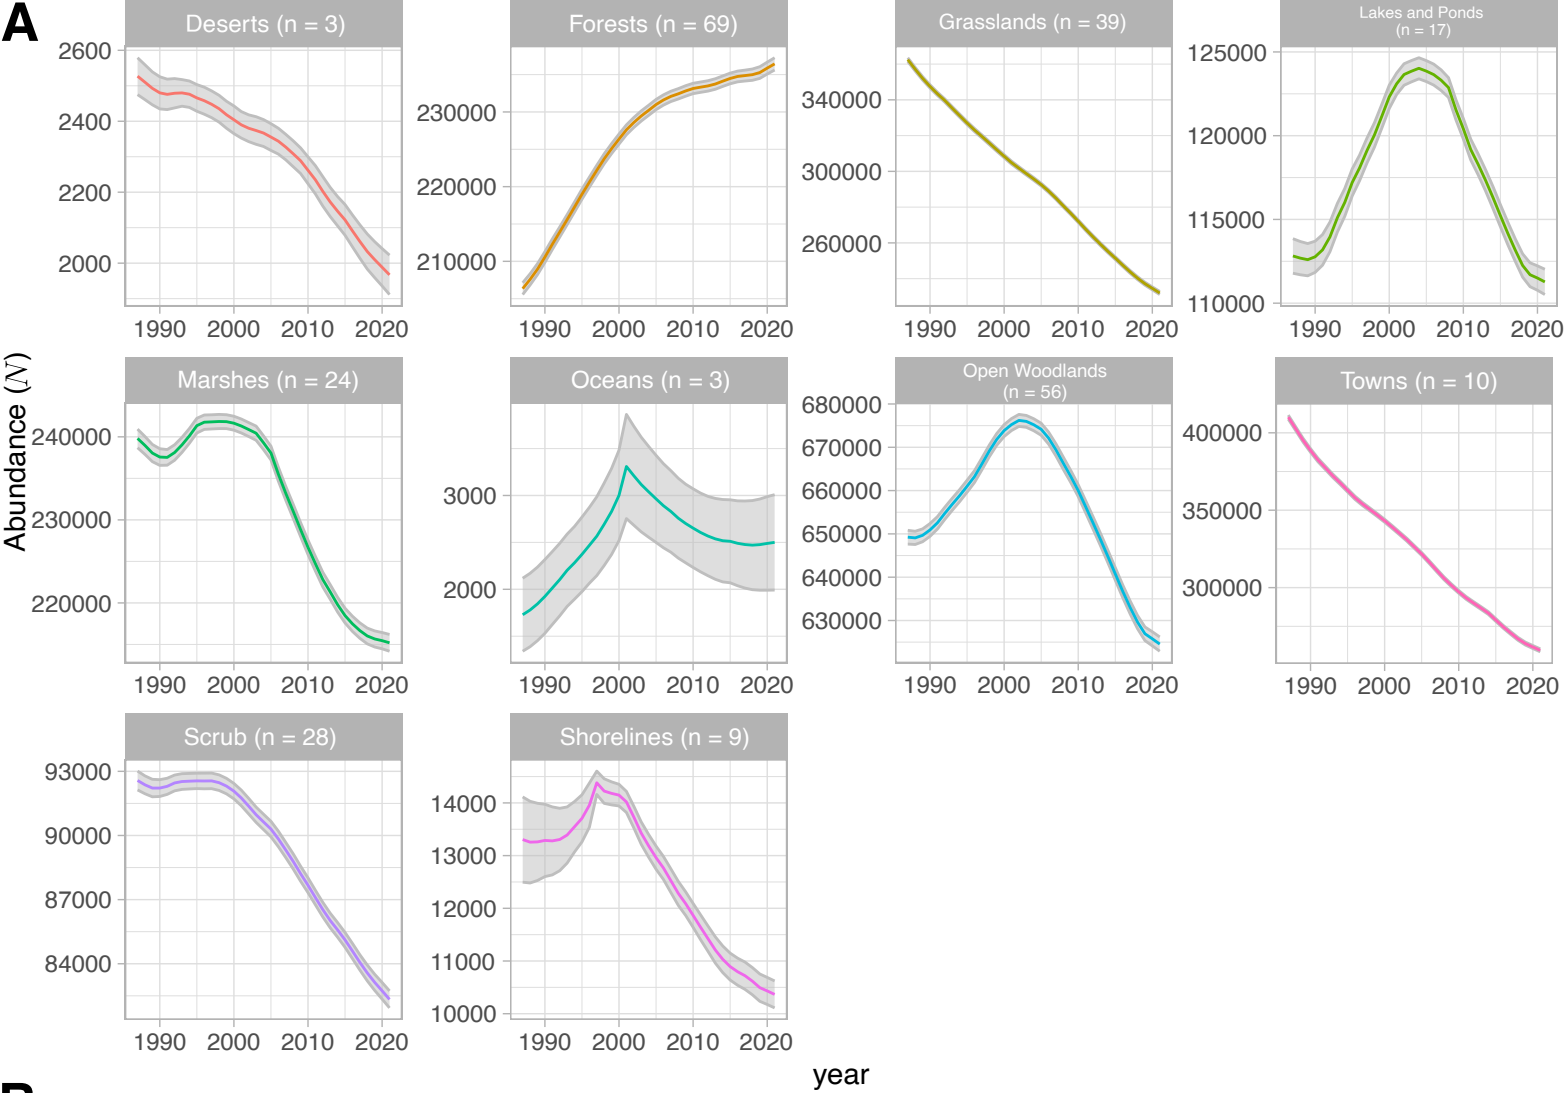 A
Deserts (n = 3)
2600
2400
2200
2000
1990 2000 2010 2020
Forests (n = 69)
230000
220000
210000
1990 2000 2010 2020
Grasslands (n = 39)
340000
300000
260000
1990 2000 2010 2020
Lakes and Ponds
(n = 17)
125000
120000
115000
110000
1990 2000 2010 2020
Abundance (N)
Marshes (n = 24)
240000
230000
220000
1990 2000 2010 2020
Oceans (n = 3)
3000
2000
1990 2000 2010 2020
Open Woodlands
(n = 56)
680000
670000
660000
650000
640000
630000
1990 2000 2010 2020
Towns (n = 10)
400000
350000
300000
1990 2000 2010 2020
Scrub (n = 28)
93000
90000
87000
84000
1990 2000 2010 2020
Shorelines (n = 9)
14000
13000
12000
11000
10000
1990 2000 2010 2020
year